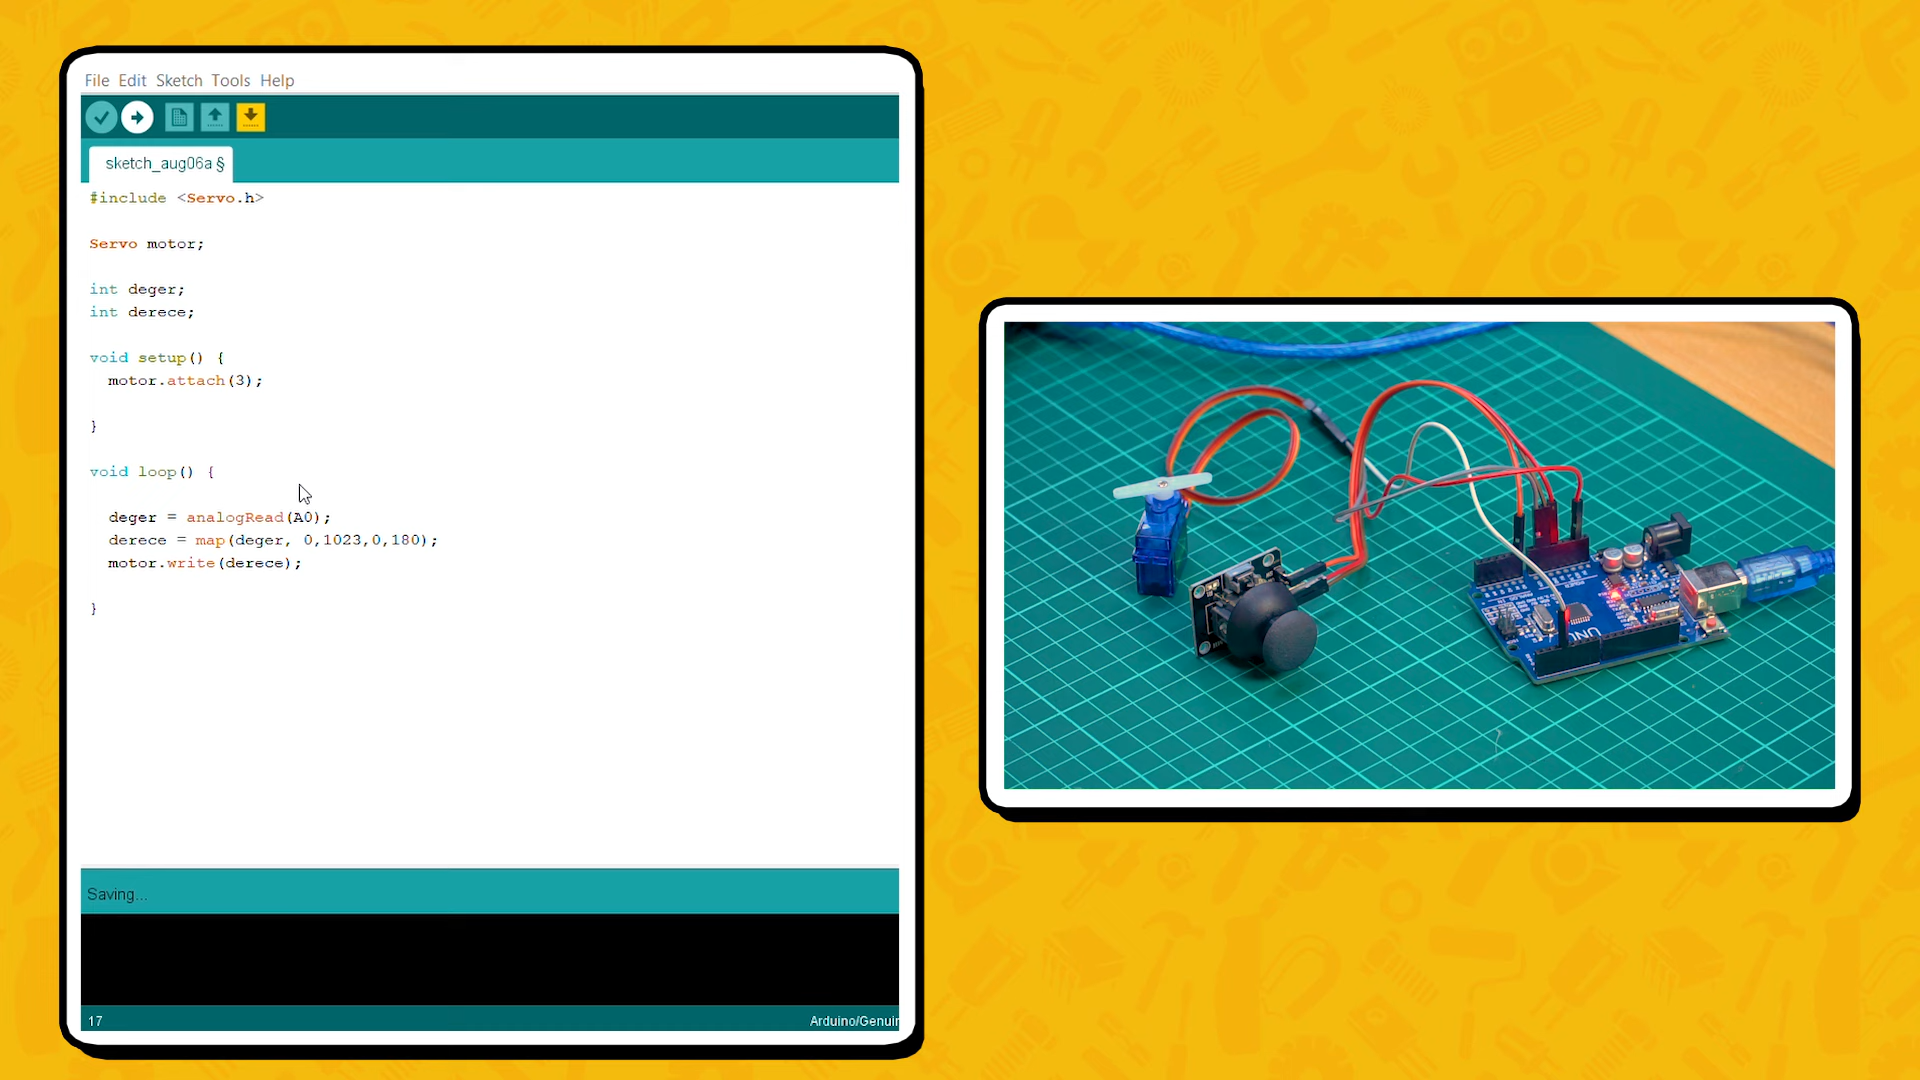 File Edit Sketch Tools Help
sketch_aug06a §
#include <Servo.h>
Servo motor;
int deger;
int derece;
void setup() {
motor.attach(3);
}
void loop() {
deger = analogRead(A0);
derece = map(deger, 0,1023,0,180);
motor.write(derece);
}
Saving...
17
Arduino/Genuin
UNO